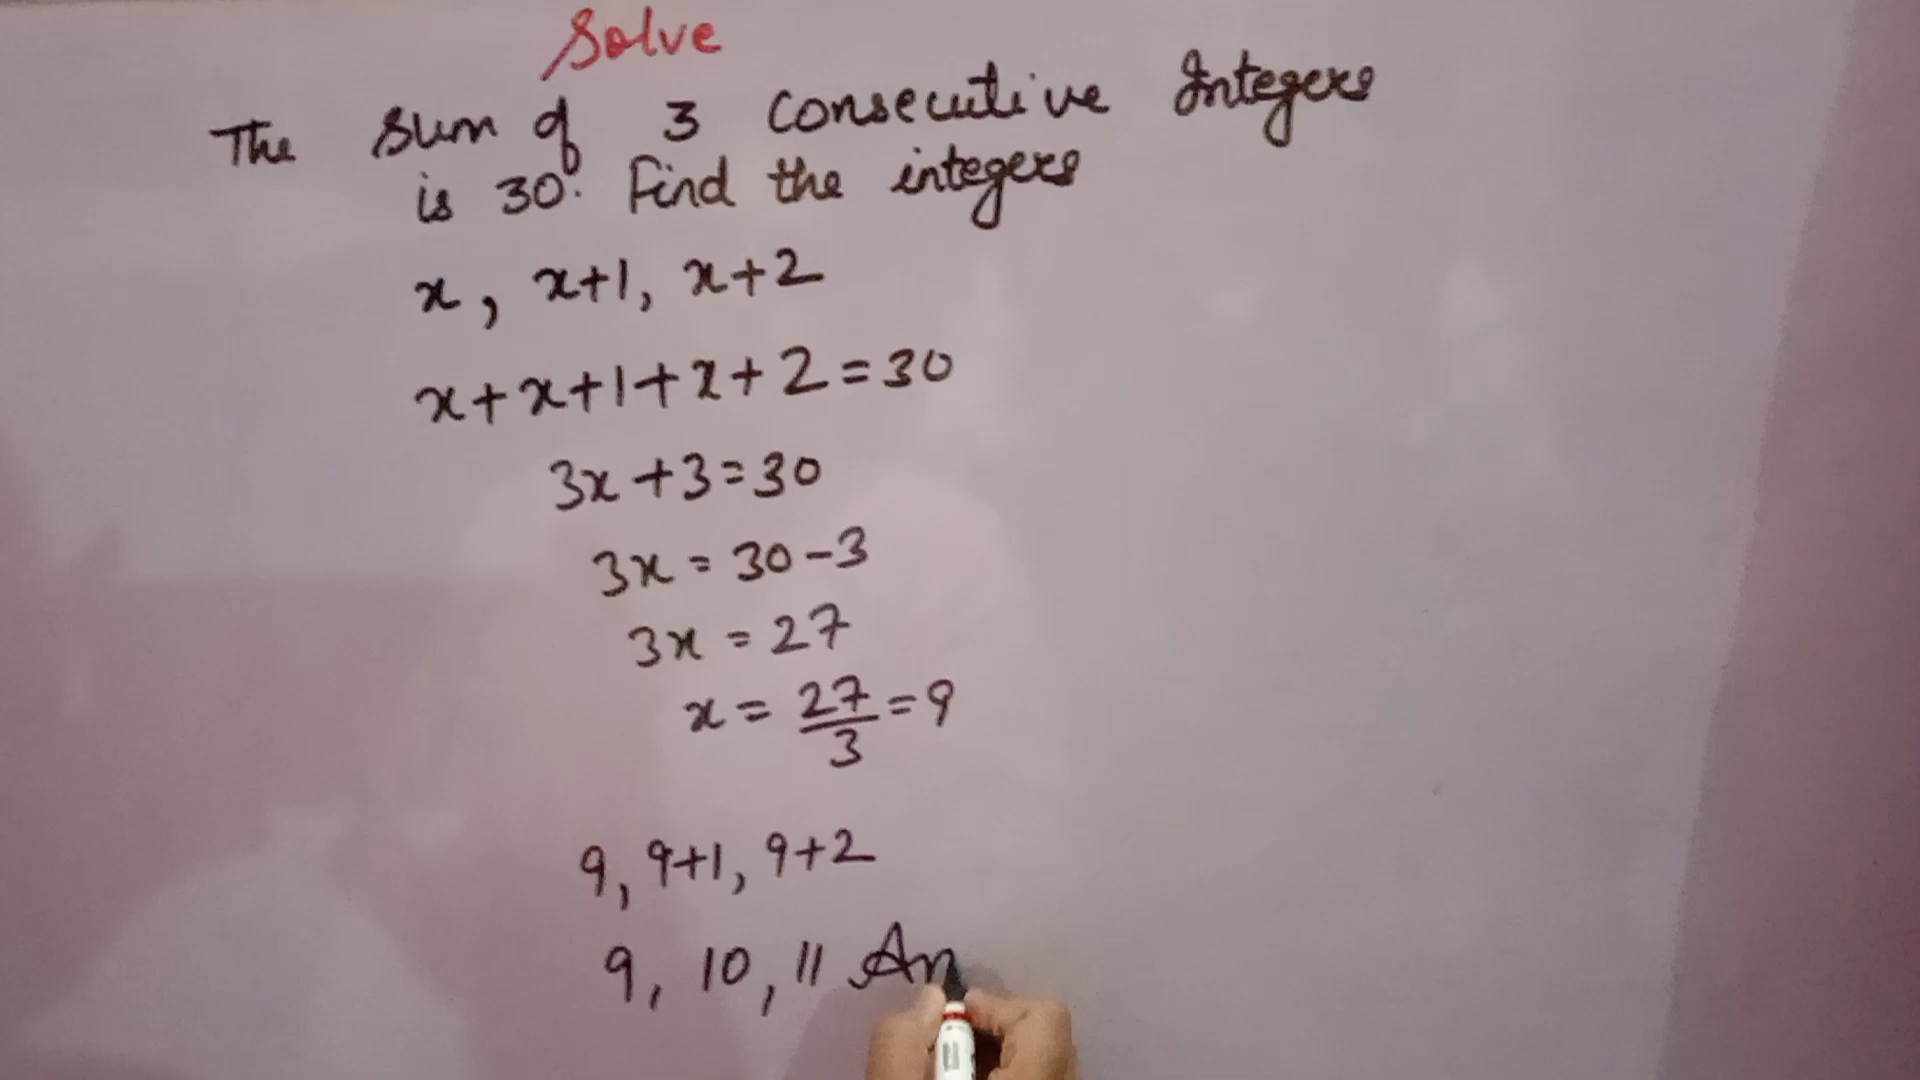 Solve
The sum of 3 consecutive Integers
is 30. Find the integers
x, x+1, x+2
x+x+1+x+2=30
3x+3=30
3x=30-3
3x=27
x=27/3=9
9, 9+1, 9+2
9, 10, 11 An